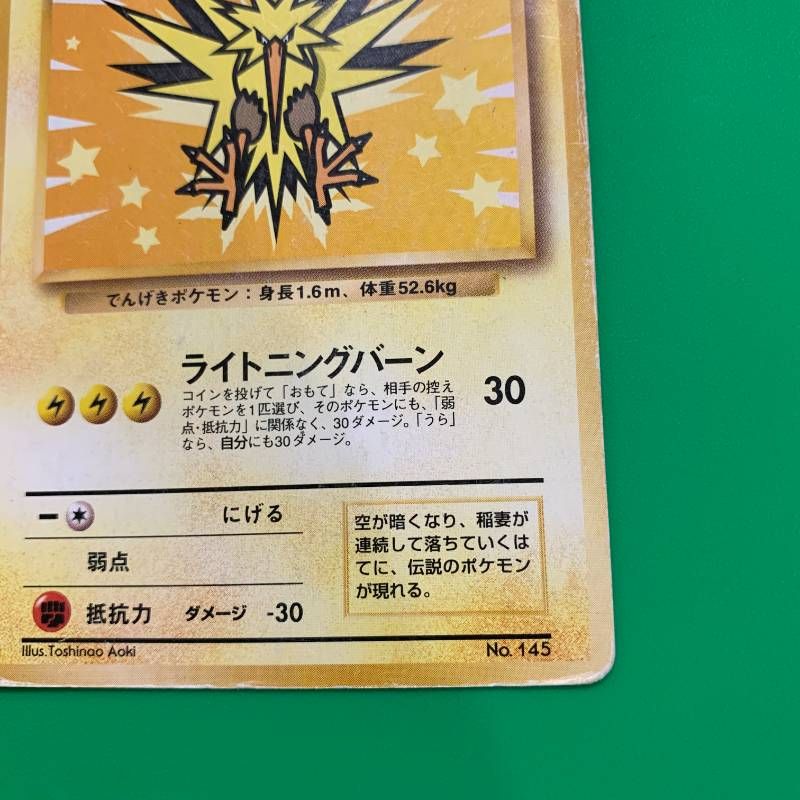 でんげきポケモン：身長1.6m、体重52.6kg
ライトニングバーン
30
コインを投げて「おもて」なら、相手の控え
ポケモンを1匹選び、そのポケモンにも、「弱
点・抵抗力」に関係なく、30ダメージ。「うら」
なら、自分にも30ダメージ。
にげる
弱点
抵抗力 ダメージ -30
空が暗くなり、稲妻が
連続して落ちていくは
てに、伝説のポケモン
が現れる。
Illus. Toshinao Aoki
No. 145